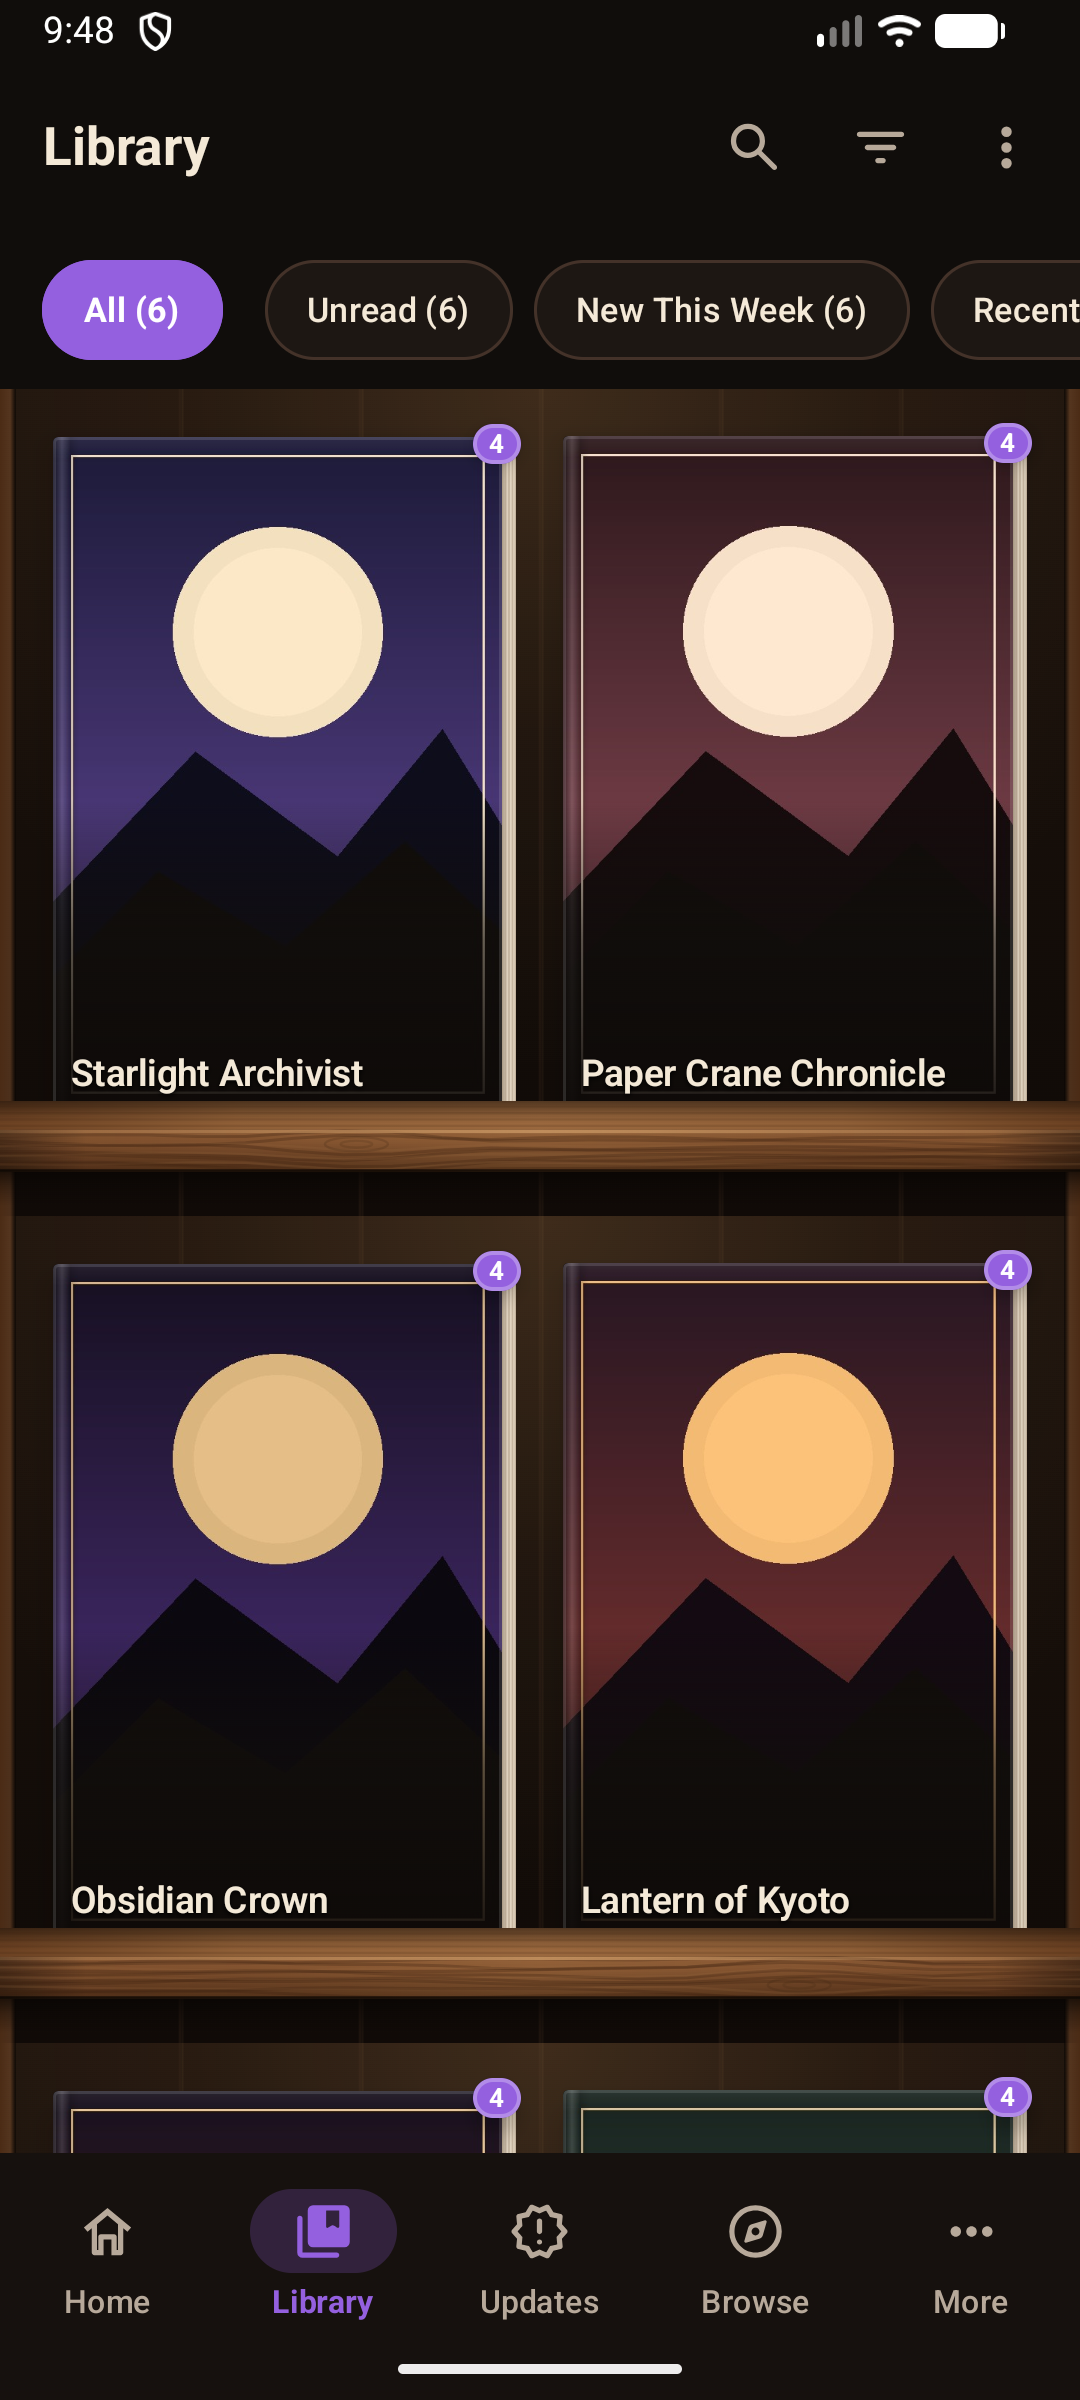 9:48
Library
All (6)
Unread (6)
New This Week (6)
Recent
4
4
Starlight Archivist
Paper Crane Chronicle
4
4
Obsidian Crown
Lantern of Kyoto
4
4
Home
Library
Updates
Browse
More